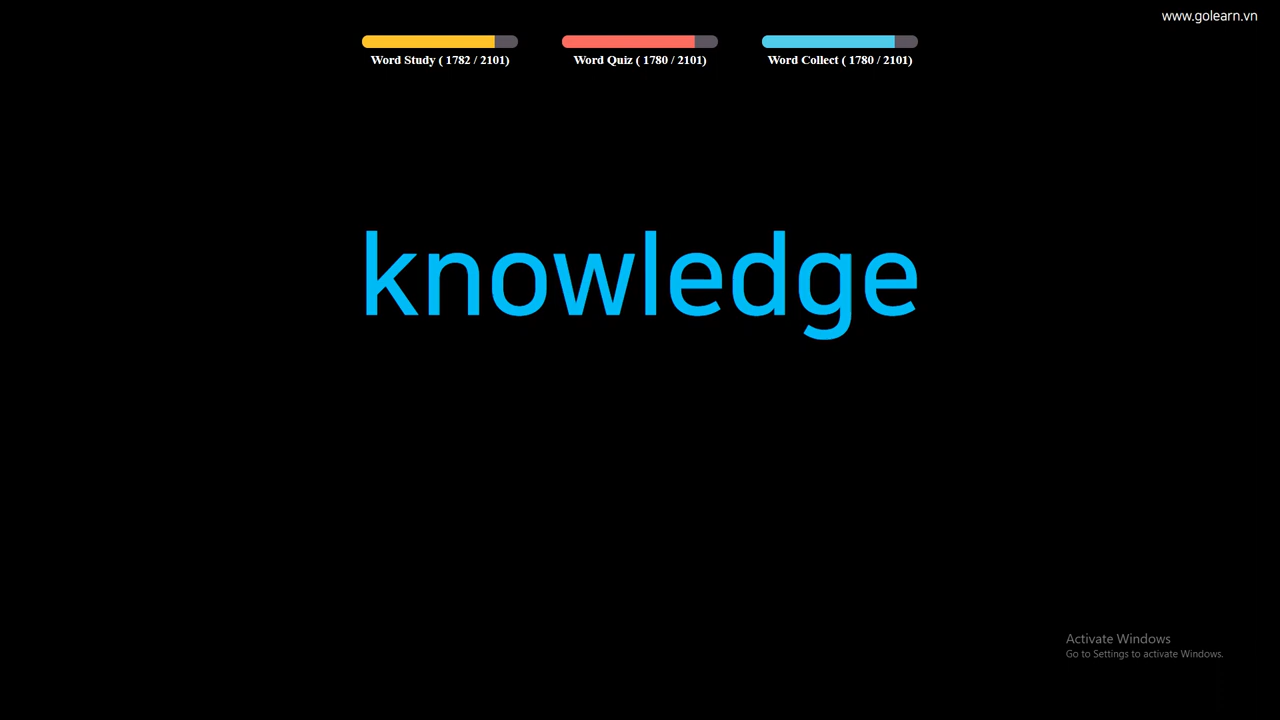 www.golearn.vn
Word Study ( 1782 / 2101)
Word Quiz ( 1780 / 2101)
Word Collect ( 1780 / 2101)
knowledge
Activate Windows
Go to Settings to activate Windows.